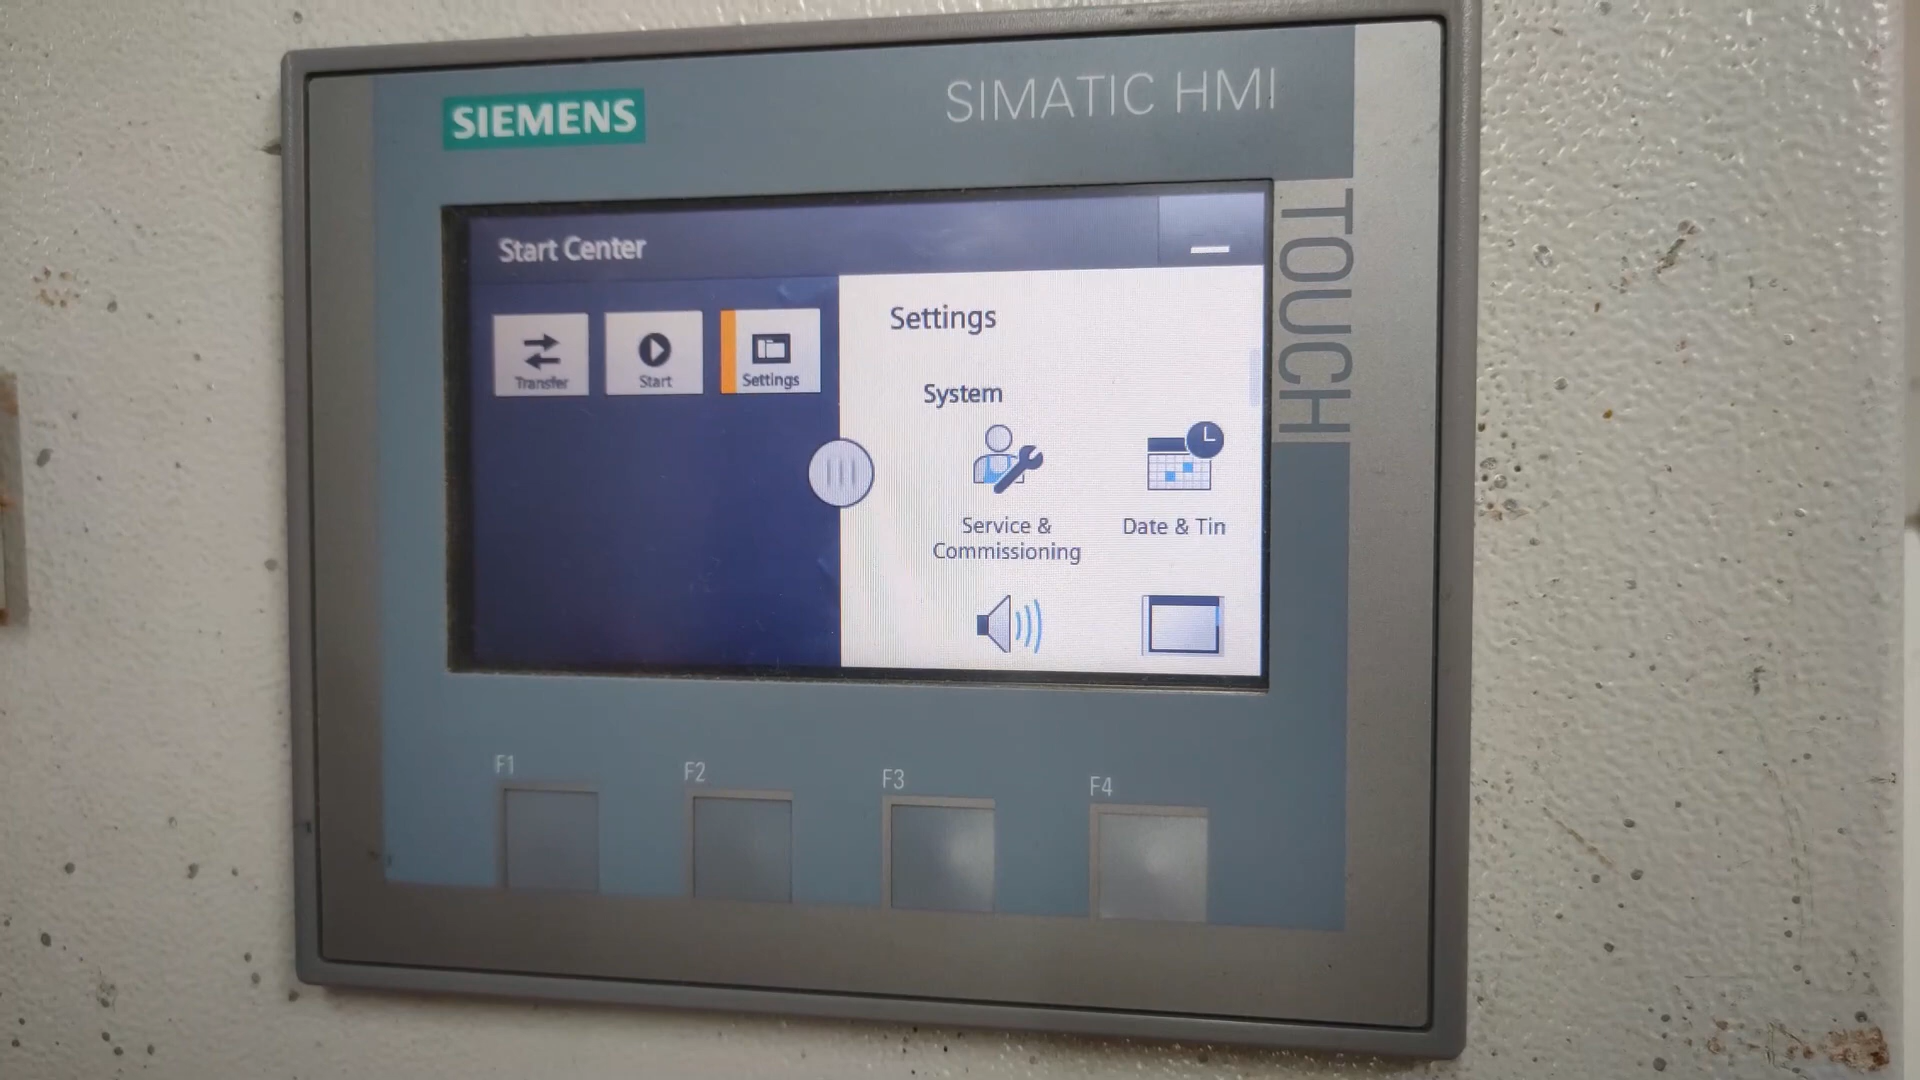 SIEMENS
SIMATIC HMI
TOUCH
Start Center
Transfer
Start
Settings
Settings
System
Service &
Commissioning
Date & Tin
F1
F2
F3
F4